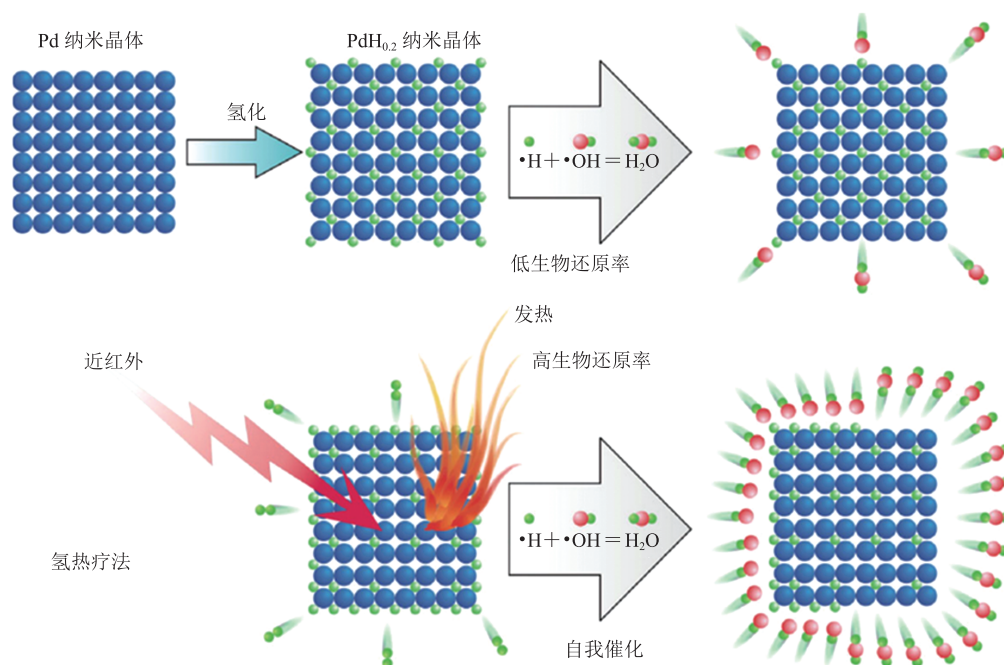 Pd 纳米晶体
PdH₀.₂ 纳米晶体
氢化
•H＋•OH＝H₂O
低生物还原率
发热
近红外
高生物还原率
•H＋•OH＝H₂O
氢热疗法
自我催化